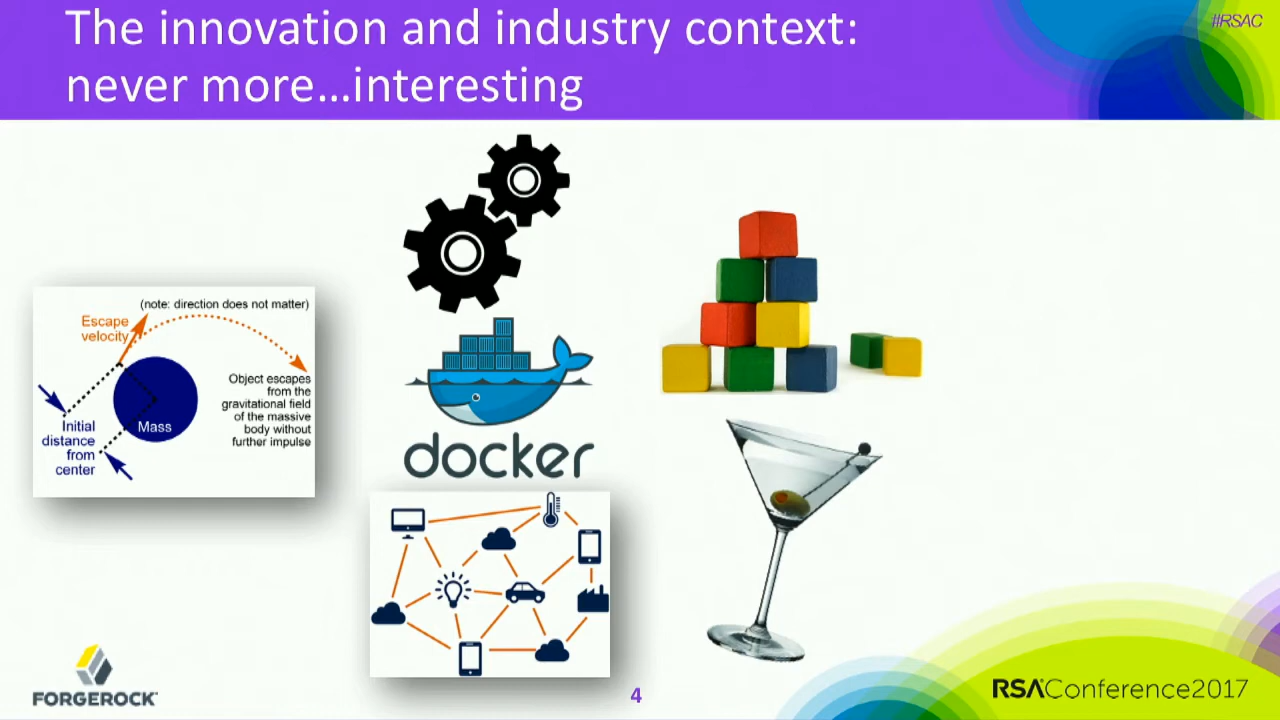 #RSAC
The innovation and industry context:
never more…interesting
(note: direction does not matter)
Escape
velocity
Object escapes
from the
gravitational field
of the massive
body without
further impulse
Mass
Initial
distance
from
center
docker
FORGEROCK
4
RSAConference2017